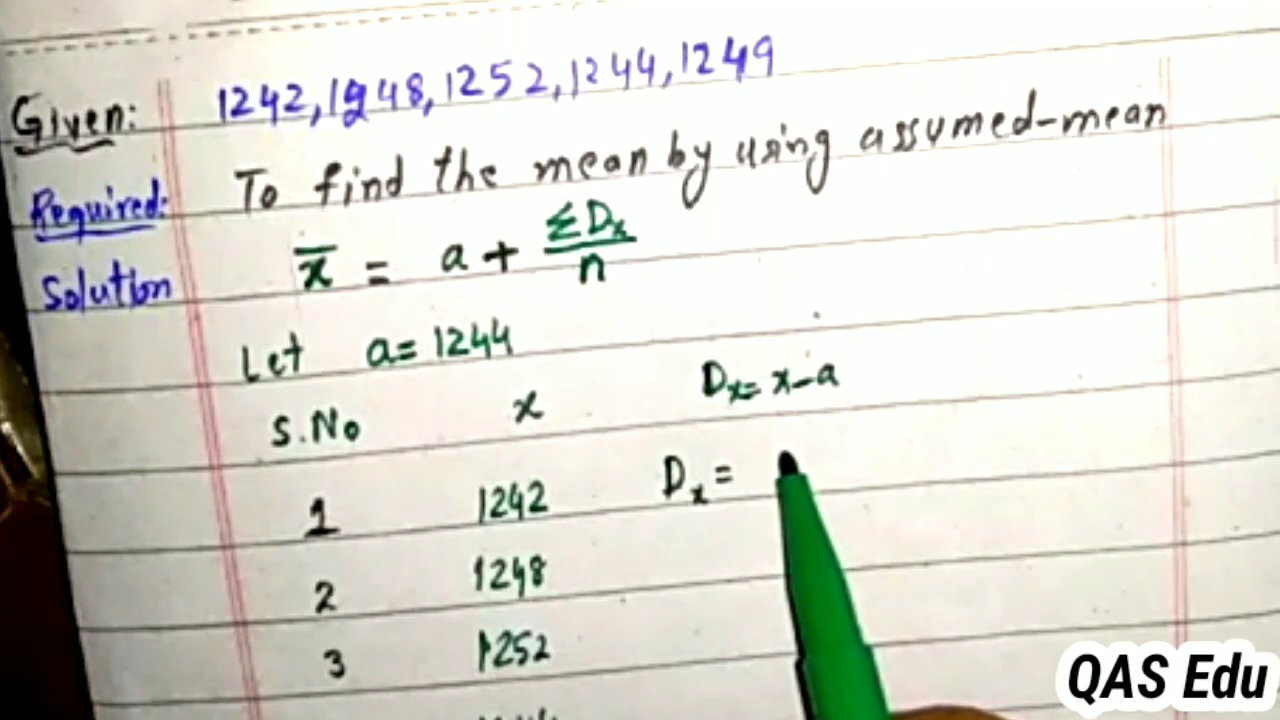 Given: 1242, 1248, 1252, 1244, 1249
Required: To find the mean by using assumed-mean
Solution x̄ = a + ΣDx/n
Let a = 1244
S.No x Dx = x-a
1 1242 Dx =
2 1248
3 1252
QAS Edu